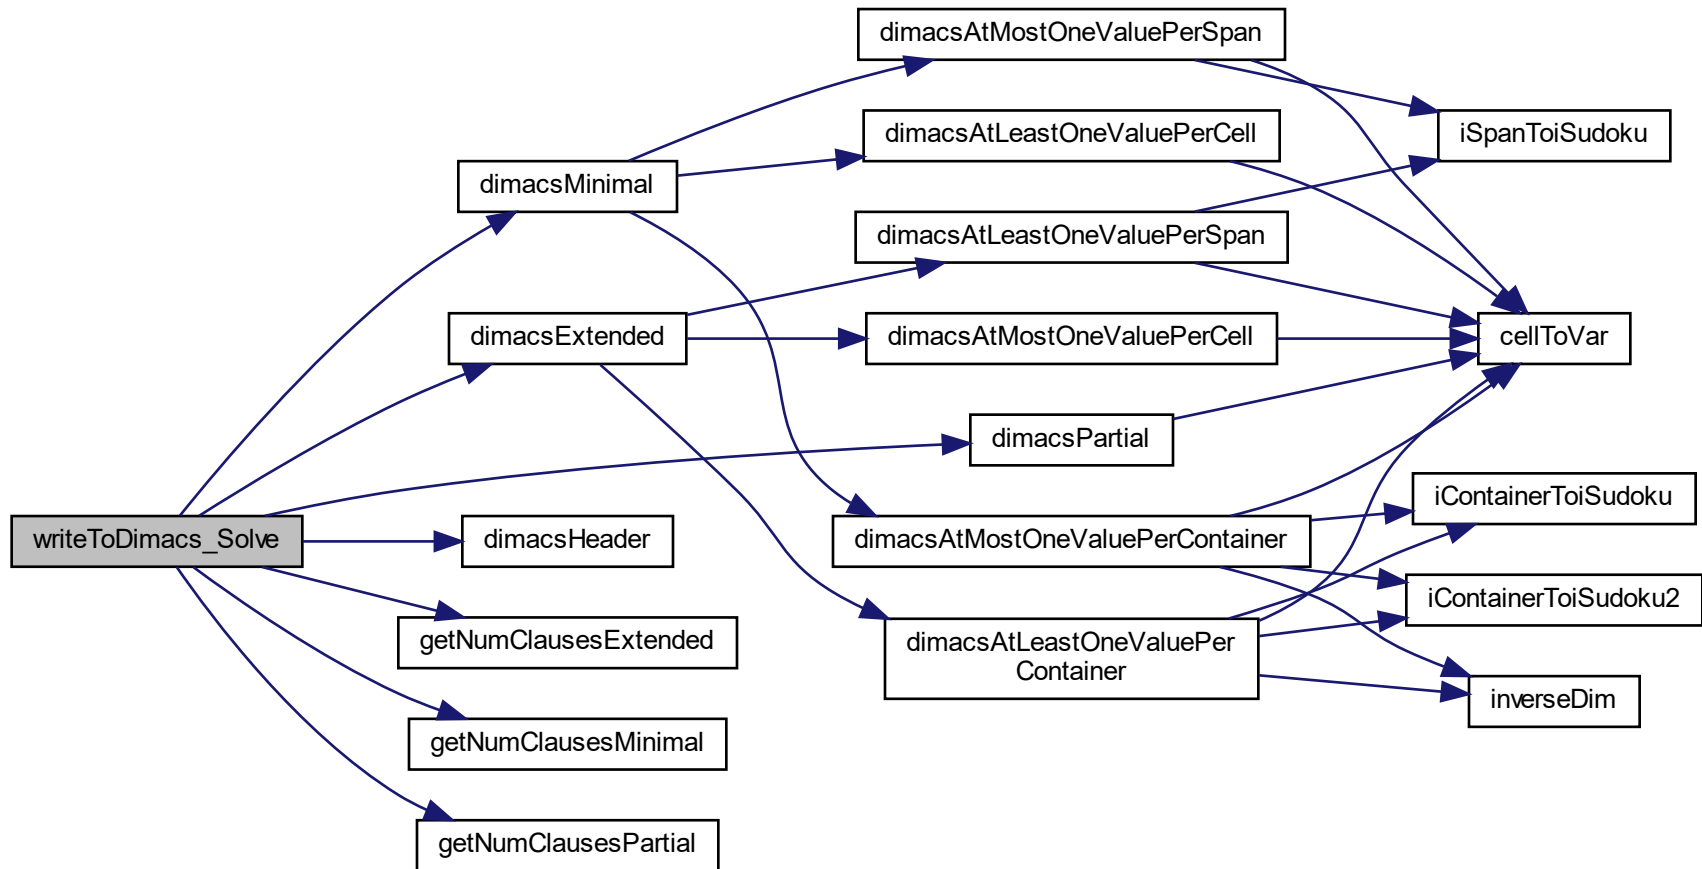 dimacsAtMostOneValuePerSpan
iSpanToiSudoku
dimacsAtLeastOneValuePerCell
dimacsMinimal
dimacsAtLeastOneValuePerSpan
dimacsExtended
dimacsAtMostOneValuePerCell
cellToVar
dimacsPartial
iContainerToiSudoku
writeToDimacs_Solve
dimacsHeader
dimacsAtMostOneValuePerContainer
iContainerToiSudoku2
getNumClausesExtended
dimacsAtLeastOneValuePer
Container
inverseDim
getNumClausesMinimal
getNumClausesPartial